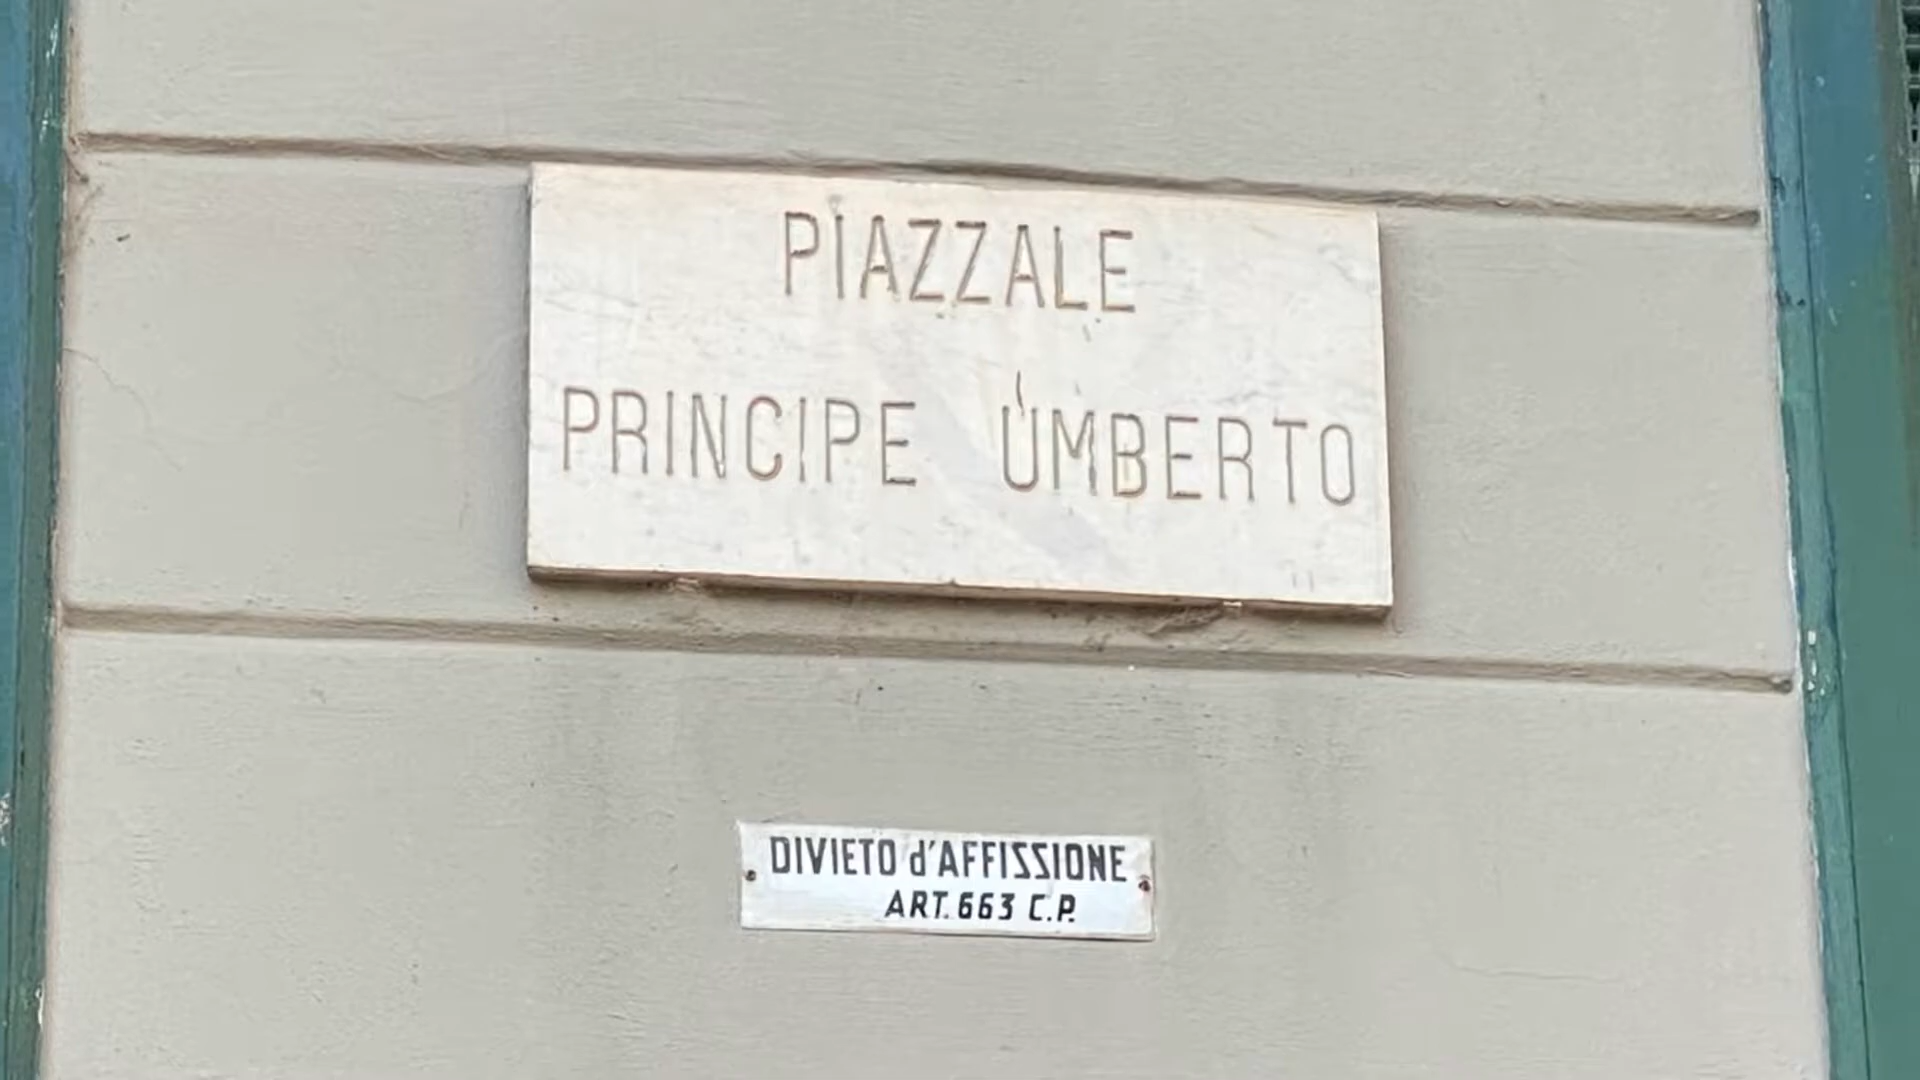 PIAZZALE
PRINCIPE UMBERTO
DIVIETO d'AFFISSIONE
ART. 663 C.P.